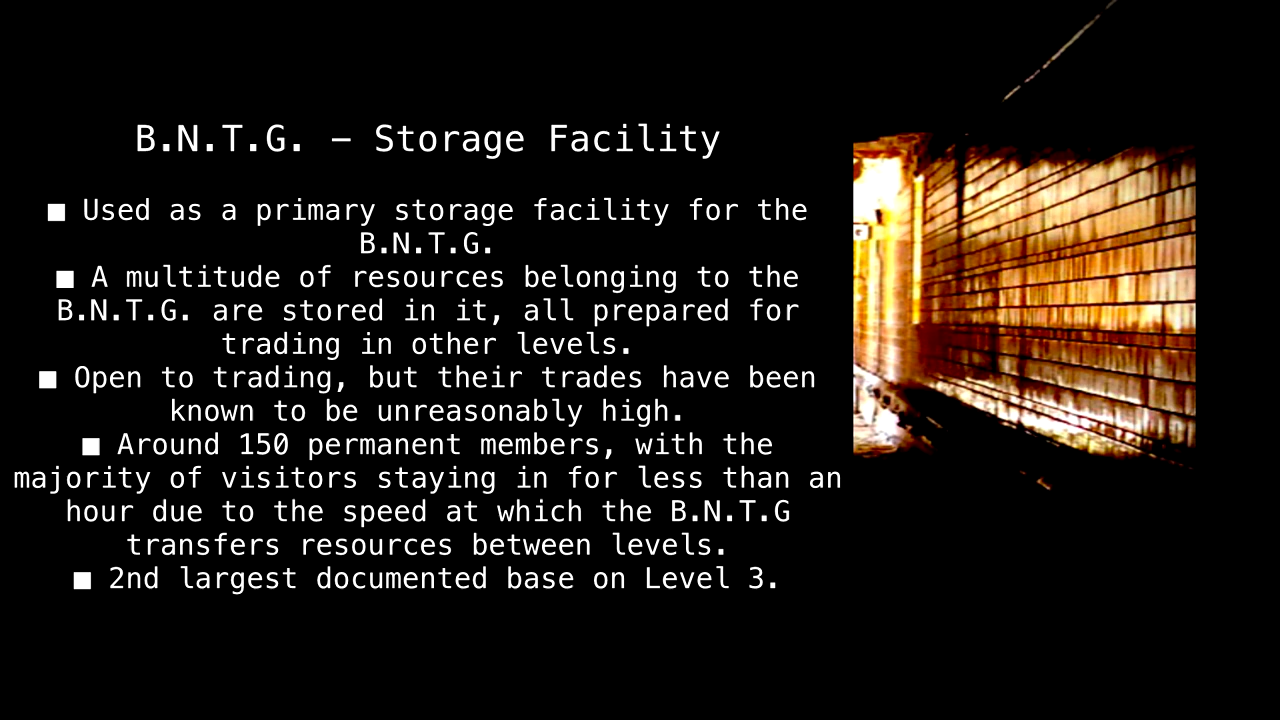 B.N.T.G. – Storage Facility
■ Used as a primary storage facility for the
B.N.T.G.
■ A multitude of resources belonging to the
B.N.T.G. are stored in it, all prepared for
trading in other levels.
■ Open to trading, but their trades have been
known to be unreasonably high.
■ Around 150 permanent members, with the
majority of visitors staying in for less than an
hour due to the speed at which the B.N.T.G
transfers resources between levels.
■ 2nd largest documented base on Level 3.